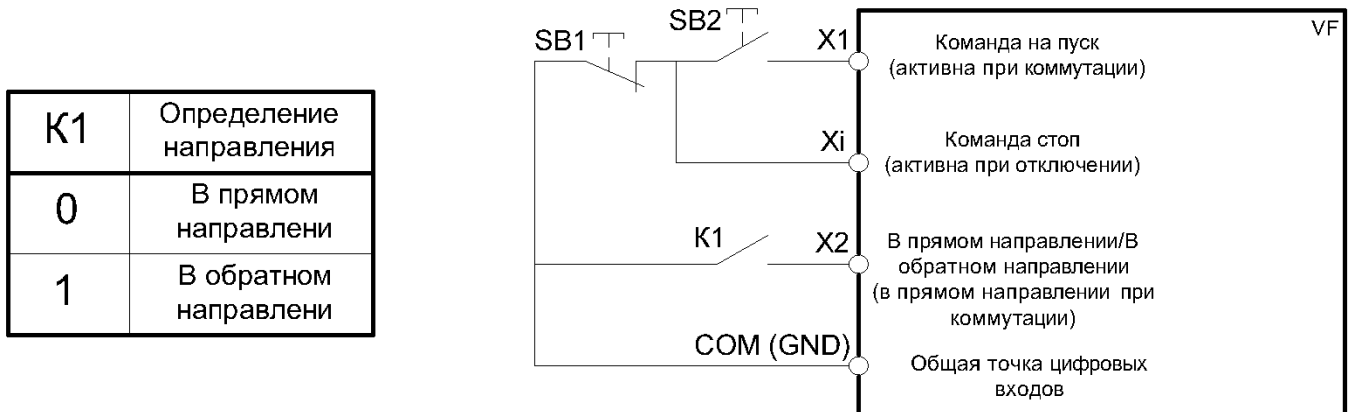 К1
Определение
направления
0
В прямом
направлени
1
В обратном
направлени
SB1
SB2
X1
Xi
К1
X2
COM (GND)
VF
Команда на пуск
(активна при коммутации)
Команда стоп
(активна при отключении)
В прямом направлении/В
обратном направлении
(в прямом направлении при
коммутации)
Общая точка цифровых
входов